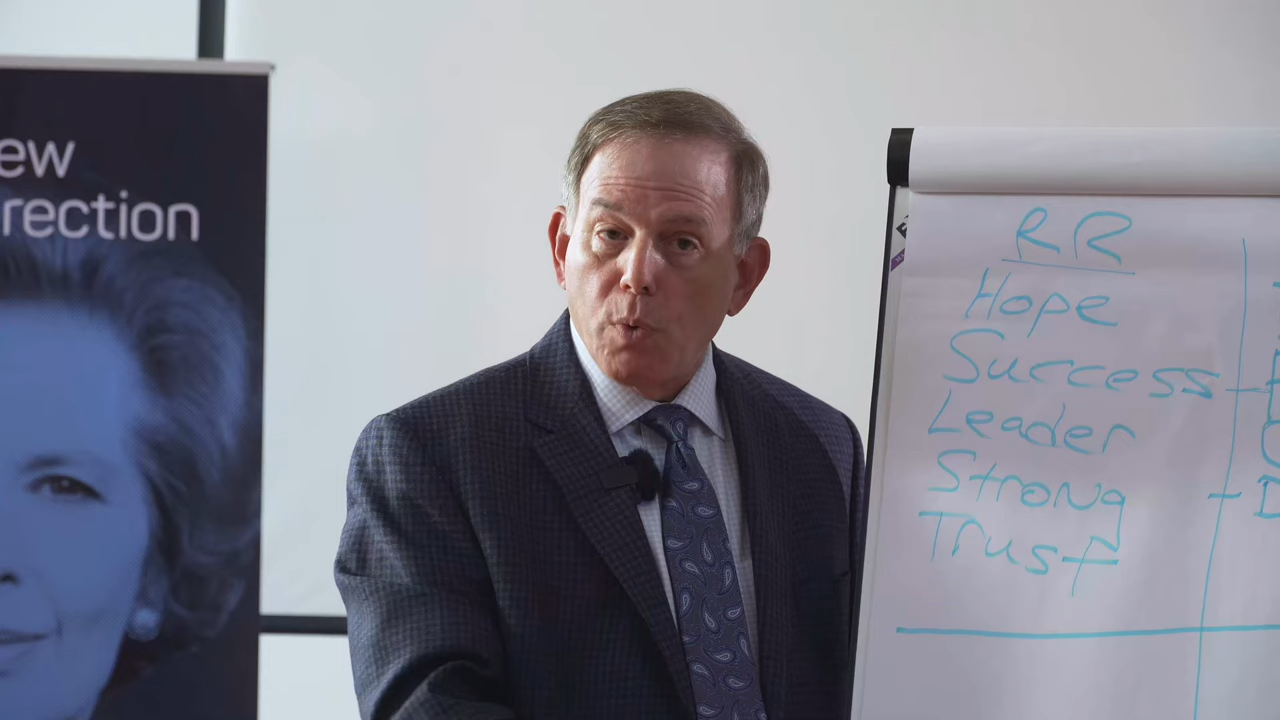 ew
rection
RR
Hope
Success
Leader
Strong
Trust